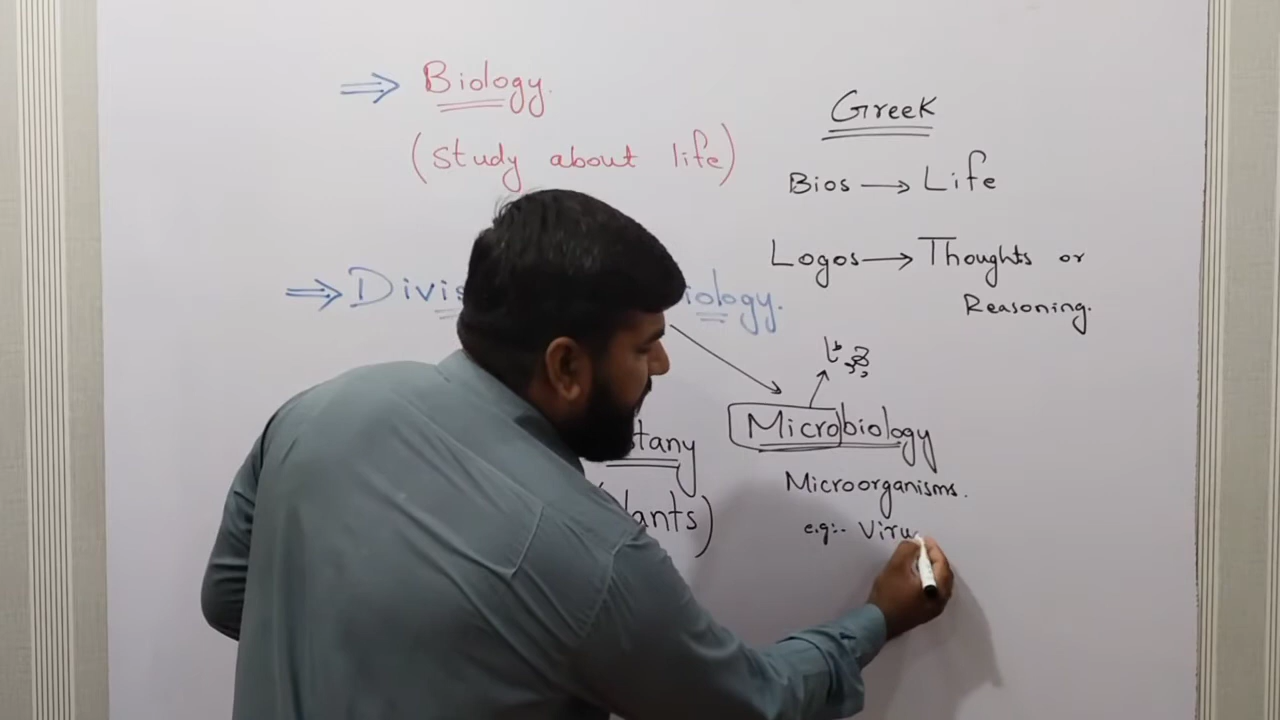 ⇒ Biology.
(study about life)
Greek
Bios → Life
Logos → Thoughts or
Reasoning.
⇒ Divis iology.
Microbiology
Microorganisms.
e.g:- Viru
tany
lants)